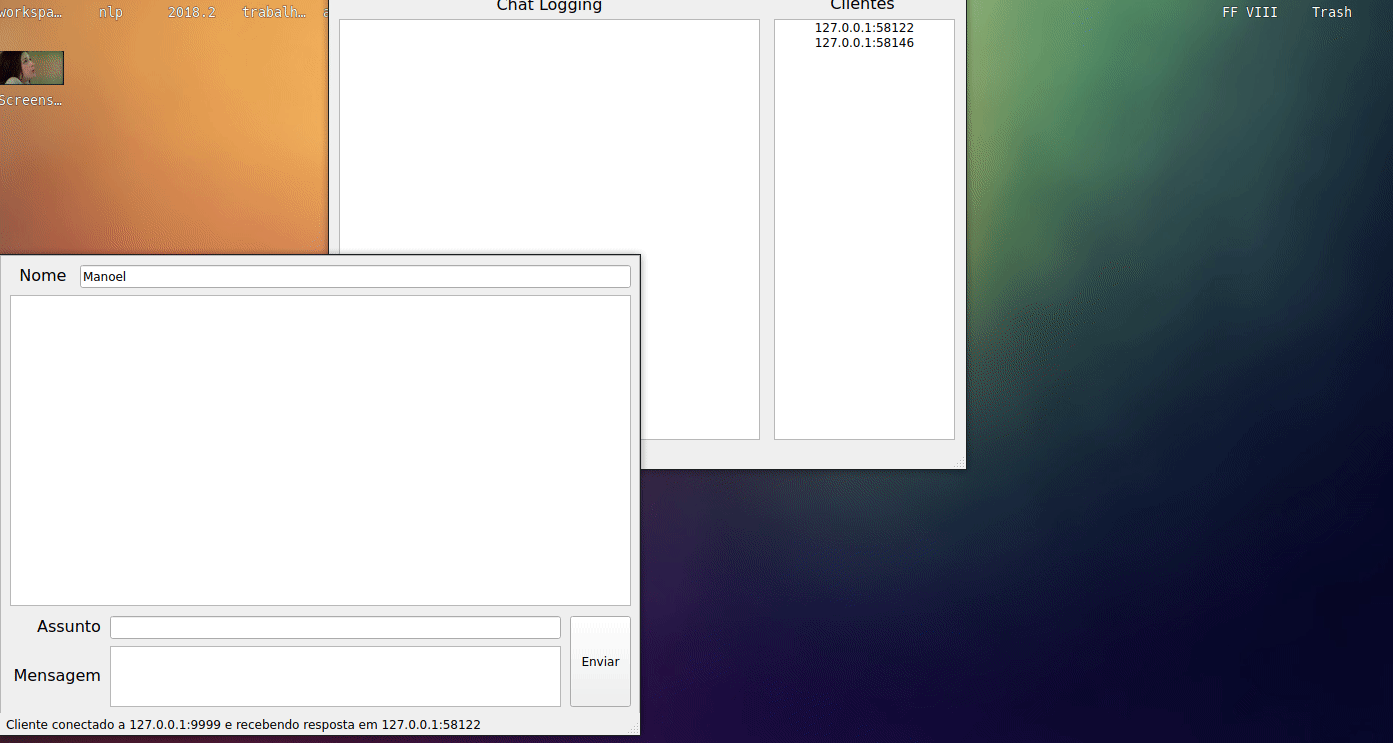 workspa…
nlp
2018.2
trabalh…
Chat Logging
Clientes
FF VIII
Trash
127.0.0.1:58122
127.0.0.1:58146
Screens…
Nome
Manoel
Assunto
Mensagem
Enviar
Cliente conectado a 127.0.0.1:9999 e recebendo resposta em 127.0.0.1:58122